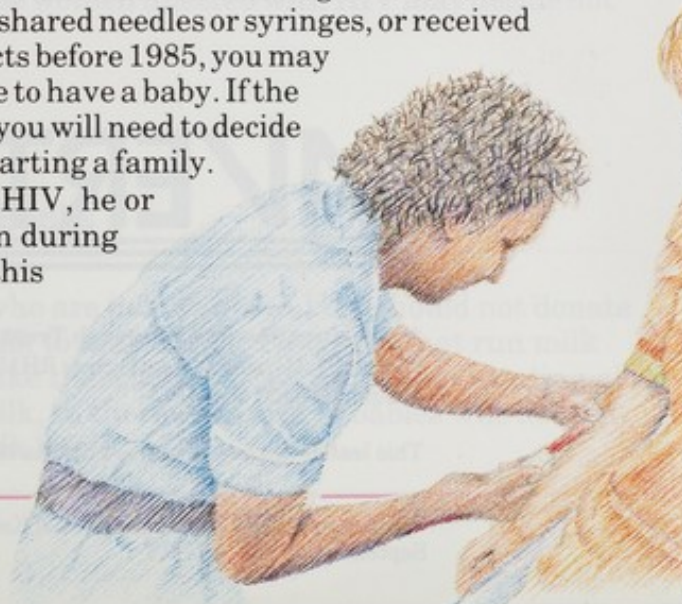 shared needles or syringes, or received
cts before 1985, you may
e to have a baby. If the
you will need to decide
arting a family.
HIV, he or
n during
his